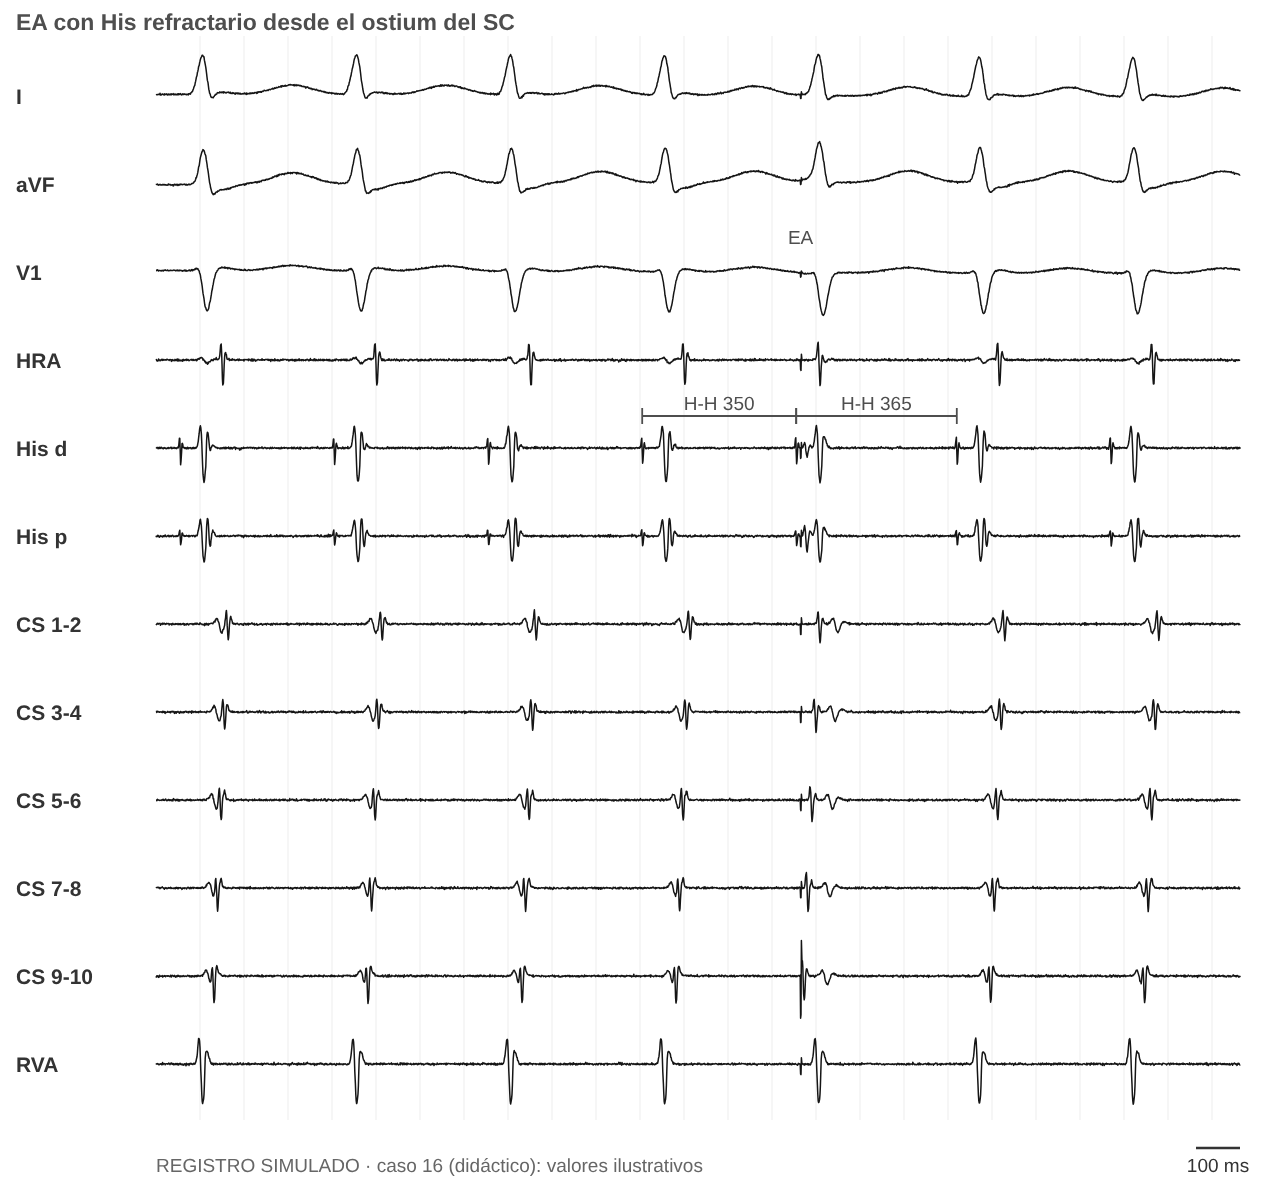 EA con His refractario desde el ostium del SC
I
aVF
EA
V1
HRA
H-H 350
H-H 365
His d
His p
CS 1-2
CS 3-4
CS 5-6
CS 7-8
CS 9-10
RVA
REGISTRO SIMULADO · caso 16 (didáctico): valores ilustrativos
100 ms